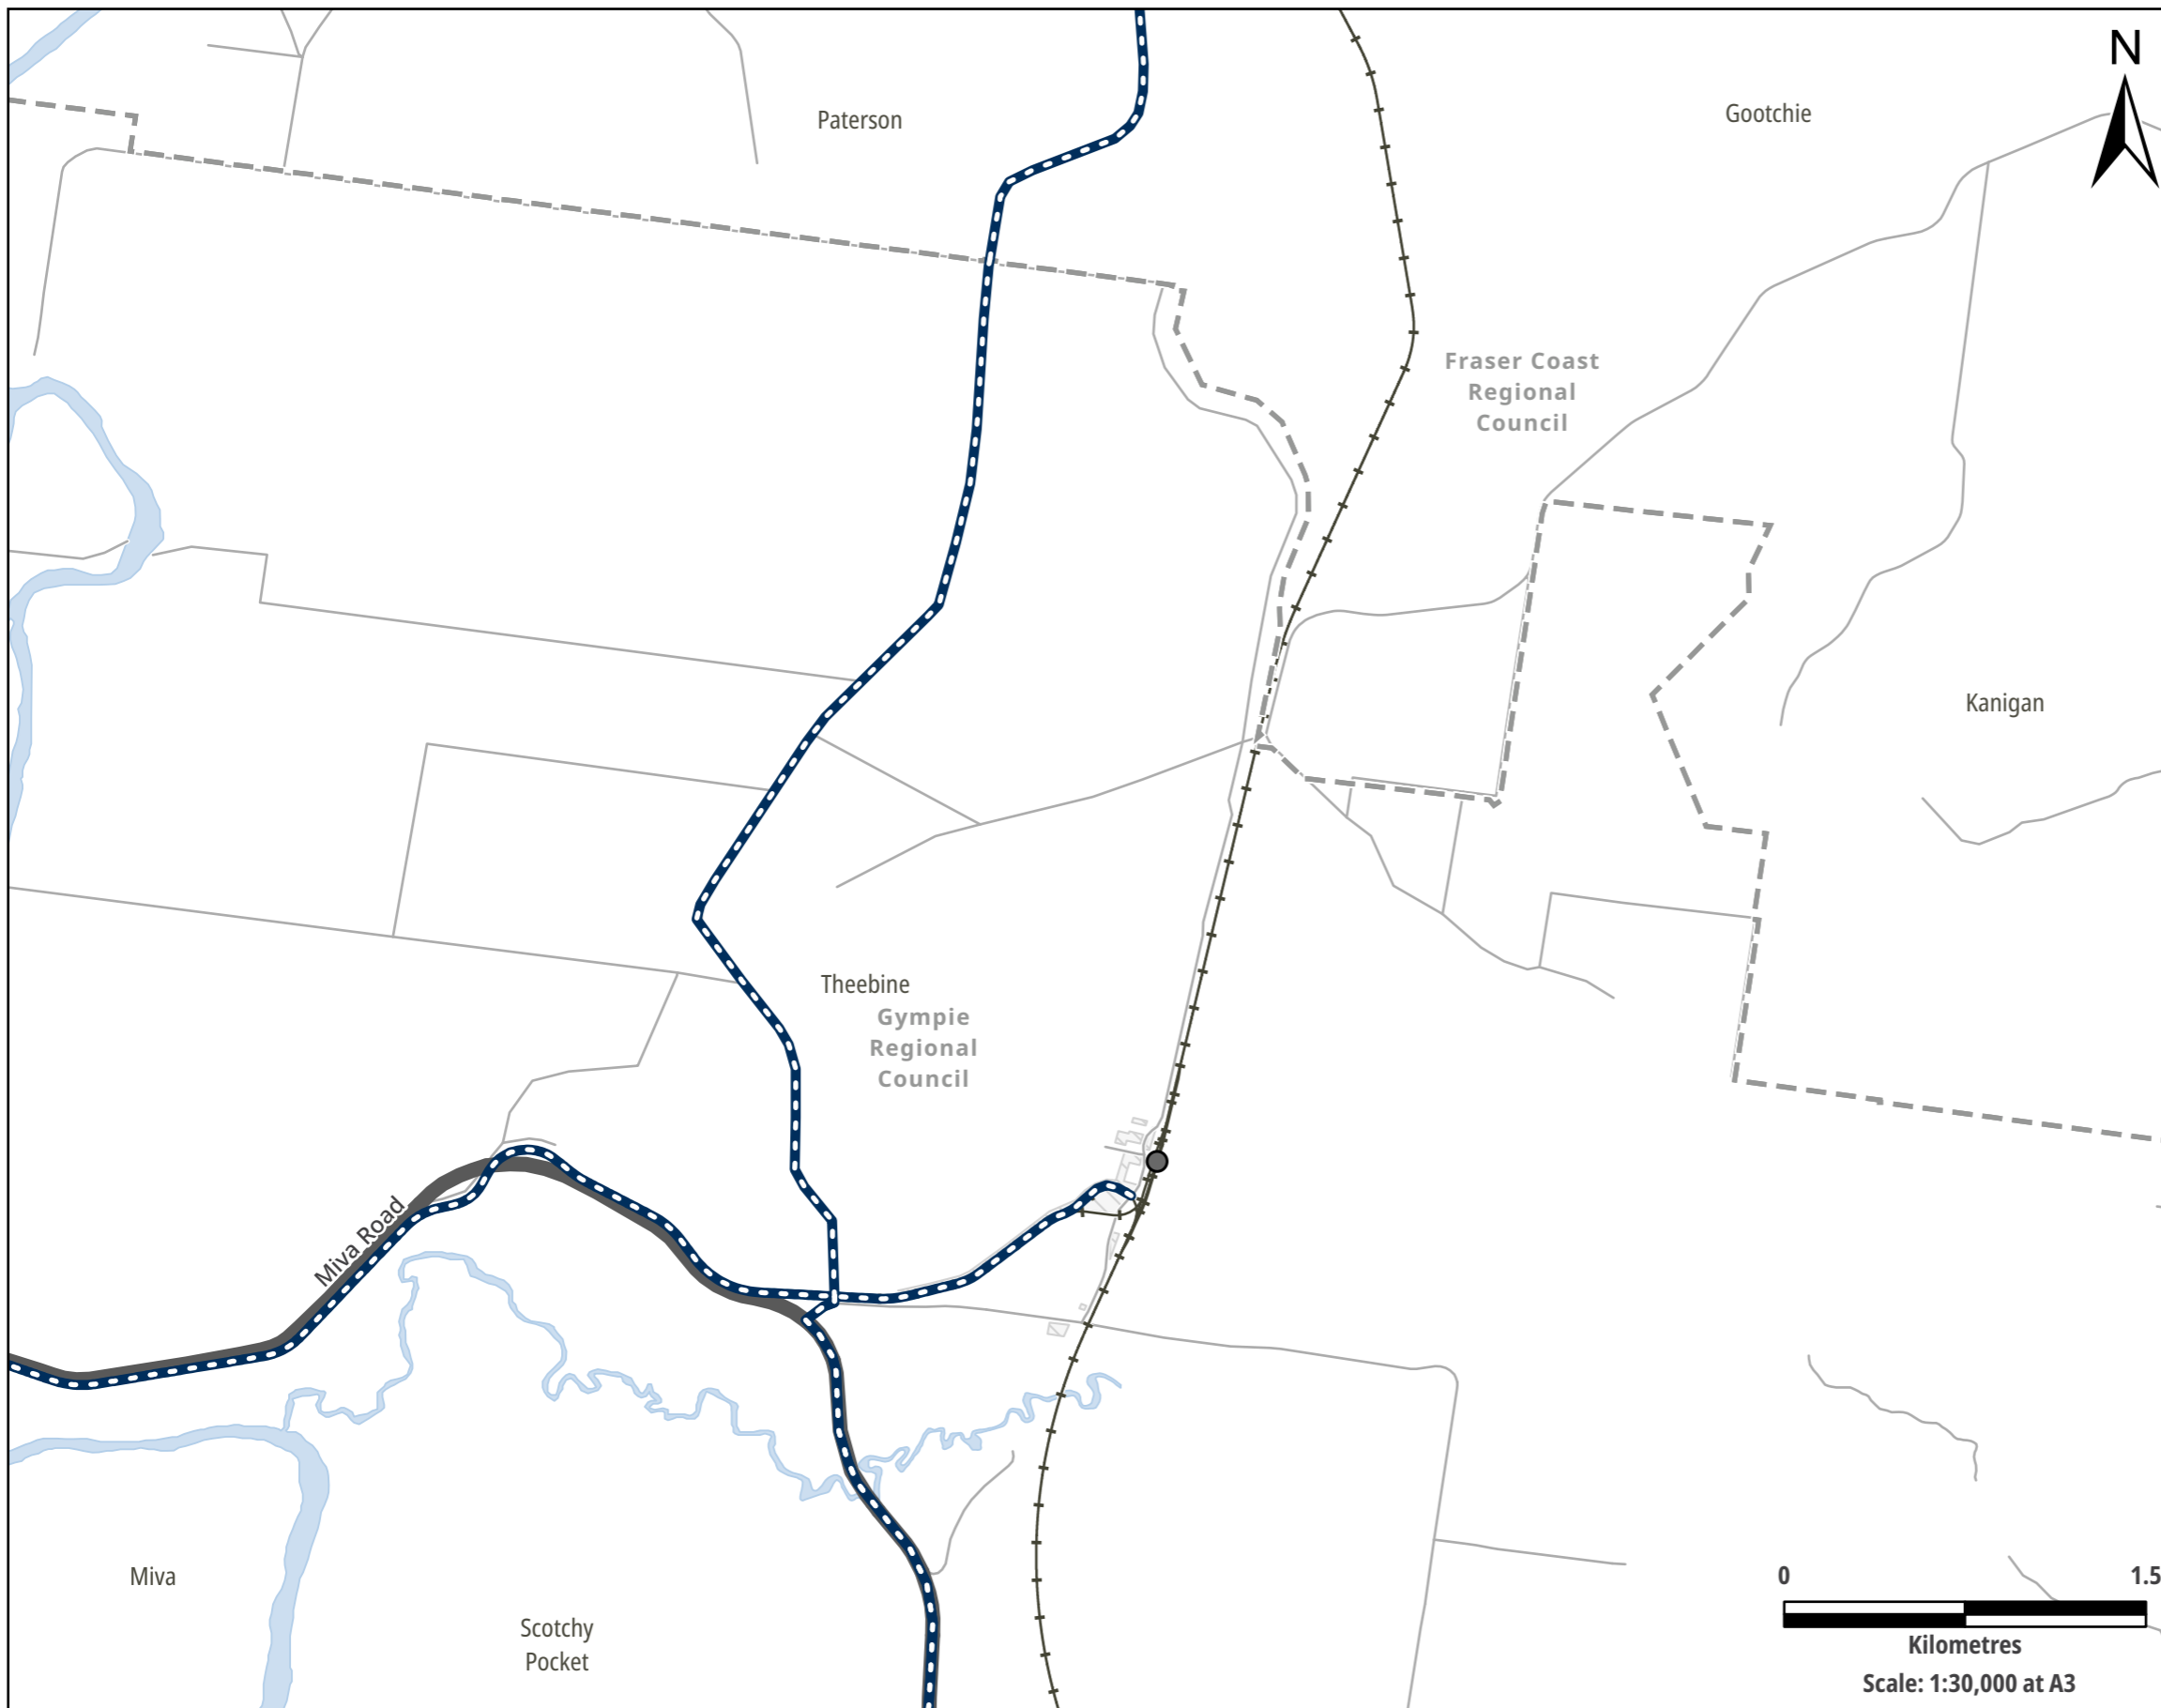 N
Paterson
Gootchie
Fraser Coast
Regional
Council
Kanigan
Theebine
Gympie
Regional
Council
Miva Road
Miva
Scotchy
Pocket
0
1.5
Kilometres
Scale: 1:30,000 at A3